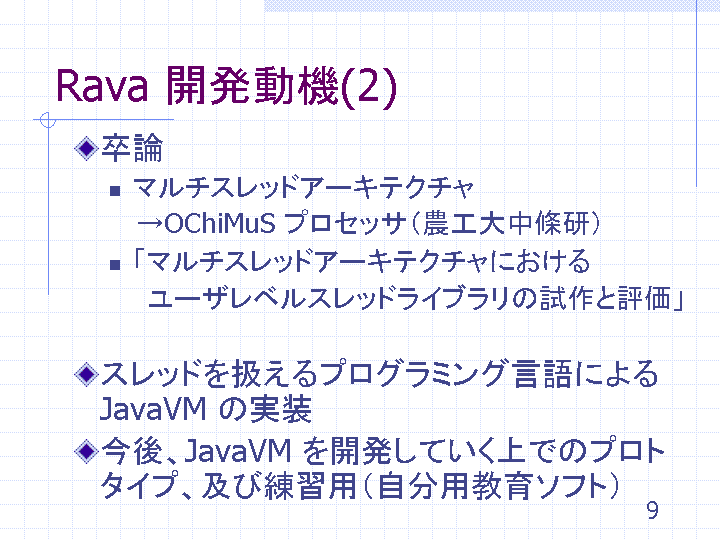 Rava 開発動機(2)
卒論
マルチスレッドアーキテクチャ
→OChiMuS プロセッサ（農工大中條研）
「マルチスレッドアーキテクチャにおける
ユーザレベルスレッドライブラリの試作と評価」
スレッドを扱えるプログラミング言語による
JavaVM の実装
今後、JavaVM を開発していく上でのプロト
タイプ、及び練習用（自分用教育ソフト）
9